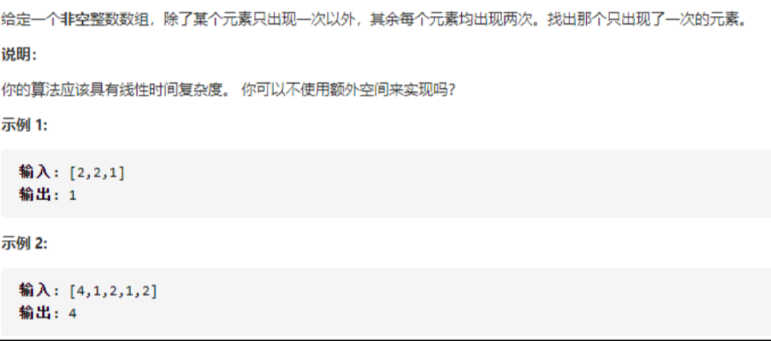 给定一个非空整数数组，除了某个元素只出现一次以外，其余每个元素均出现两次。找出那个只出现了一次的元素。
说明：
你的算法应该具有线性时间复杂度。 你可以不使用额外空间来实现吗？
示例 1:
输入: [2,2,1]
输出: 1
示例 2:
输入: [4,1,2,1,2]
输出: 4